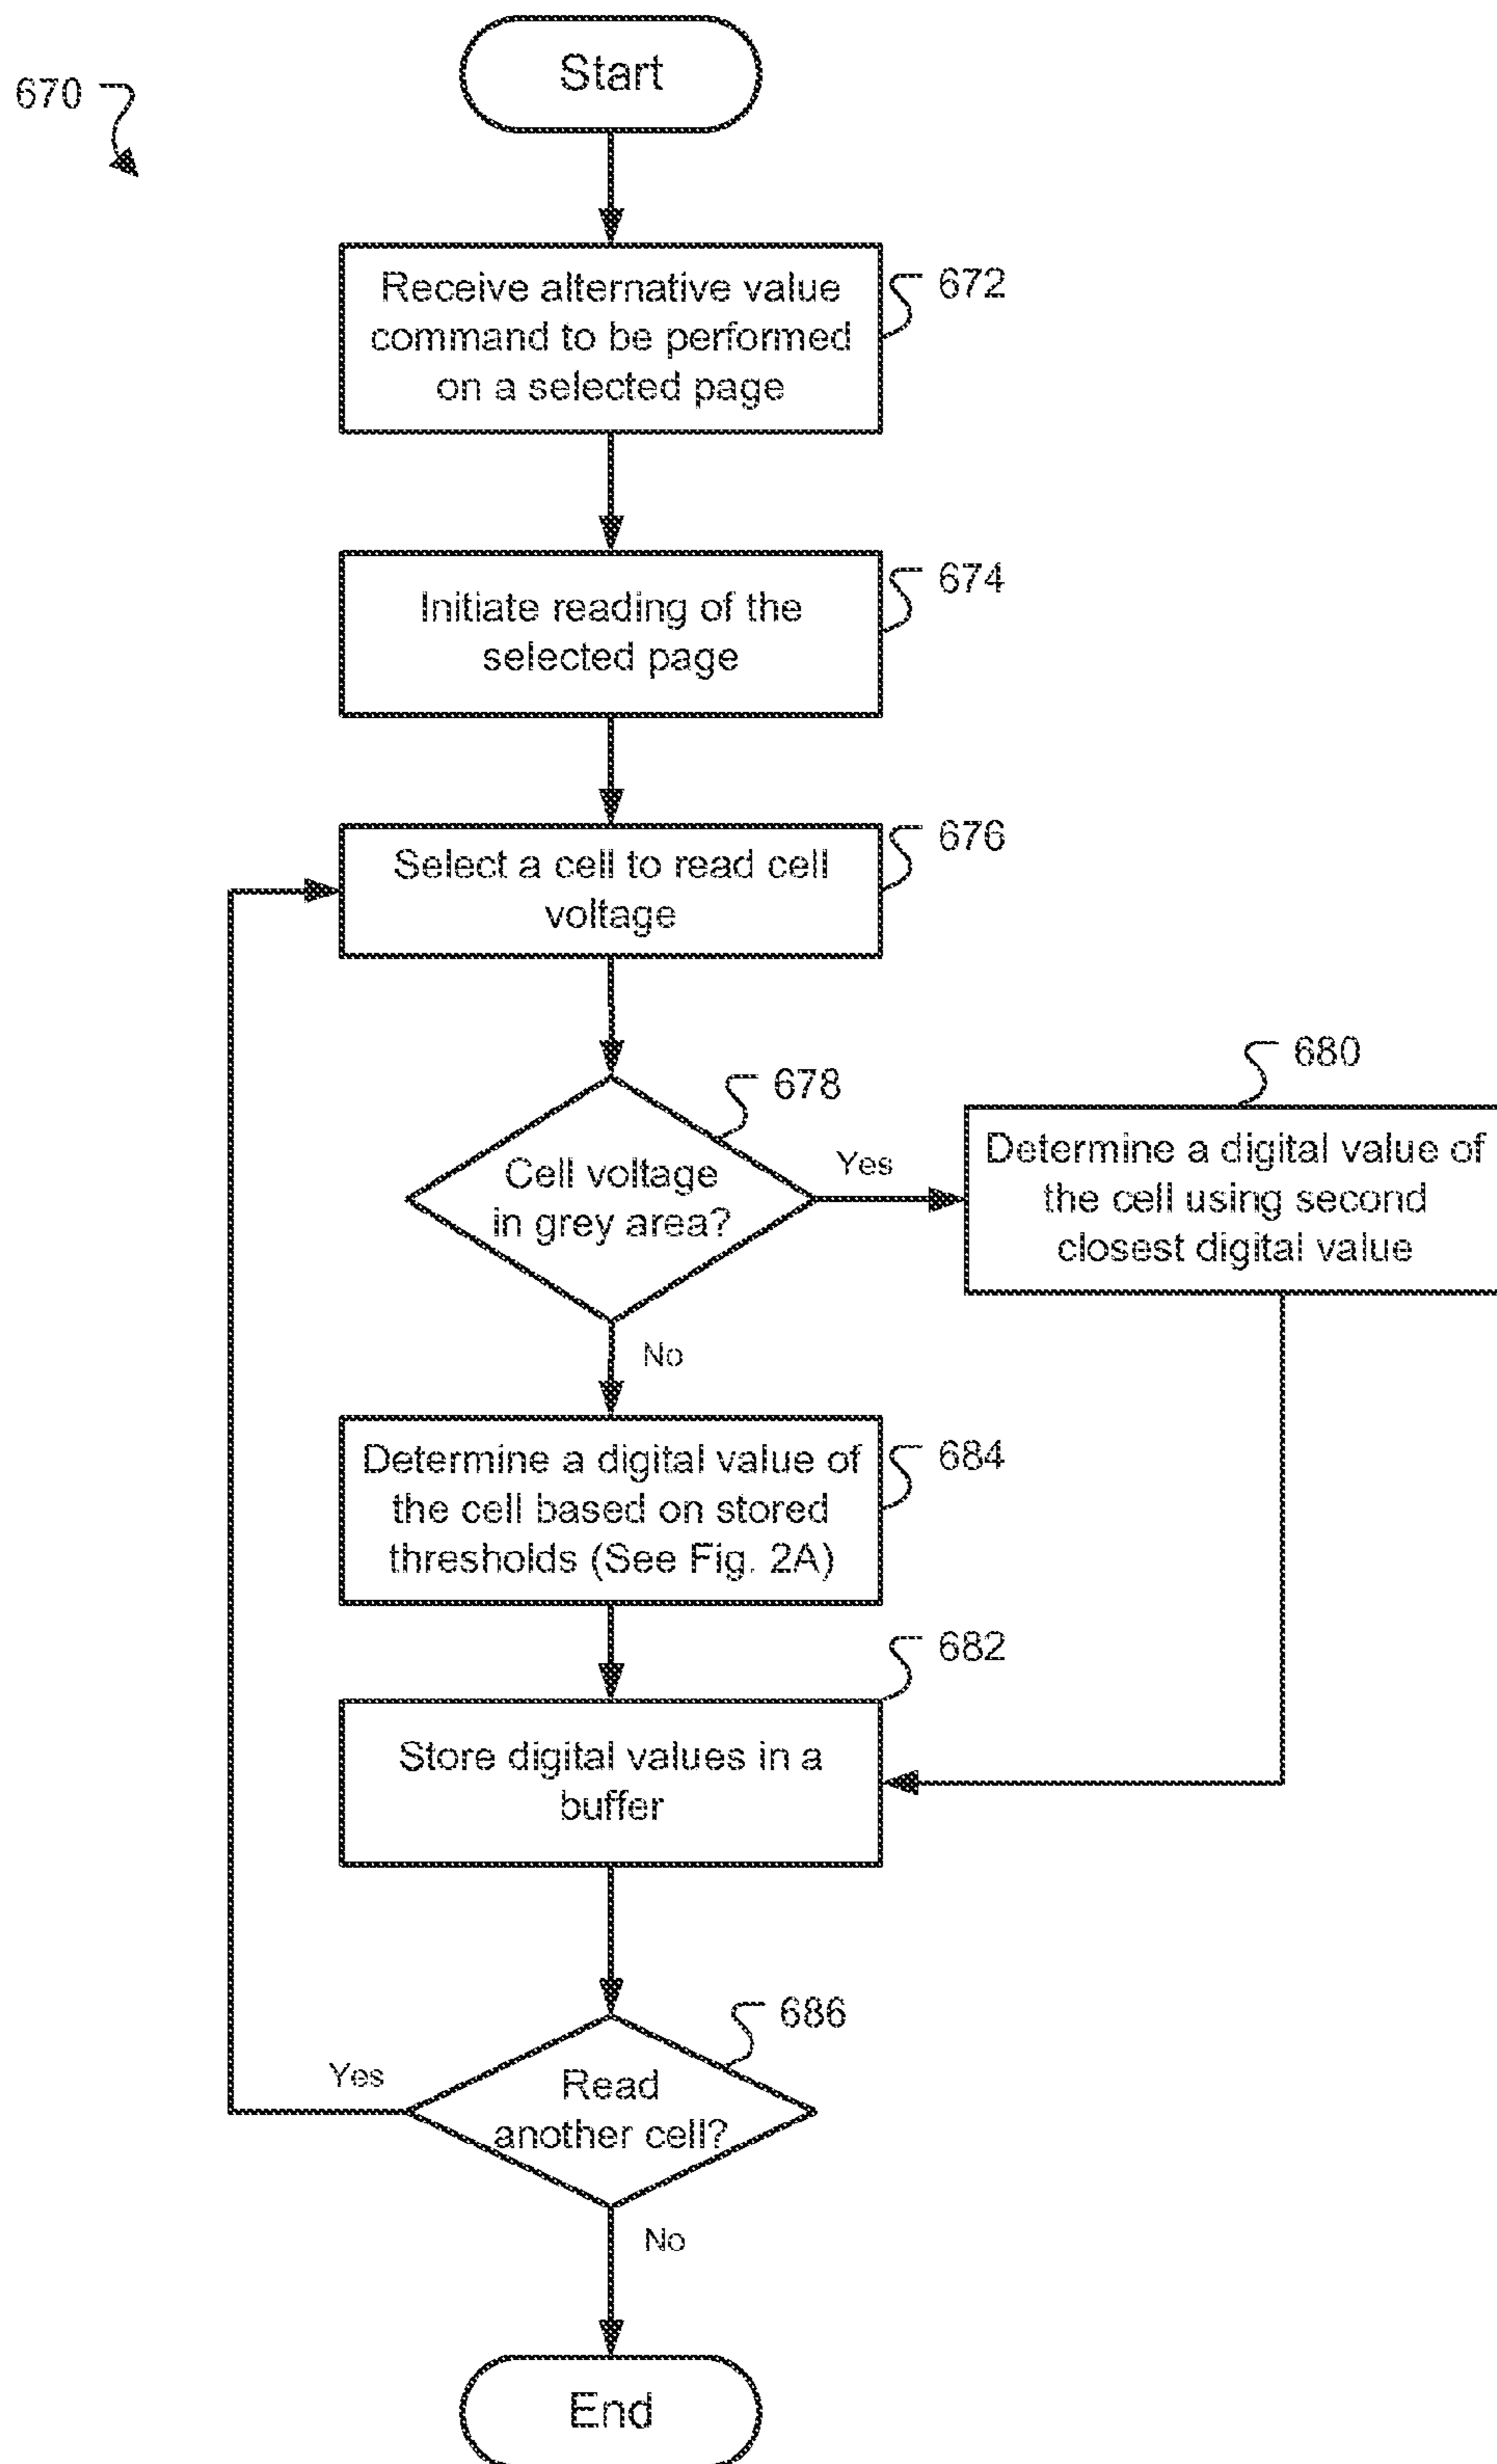 Start
670
Receive alternative value
command to be performed
on a selected page
672
Initiate reading of the
selected page
674
Select a cell to read cell
voltage
676
Cell voltage
in grey area?
678
Yes
680
Determine a digital value of
the cell using second
closest digital value
No
Determine a digital value of
the cell based on stored
thresholds (See Fig. 2A)
684
682
Store digital values in a
buffer
686
Yes
Read
another cell?
No
End